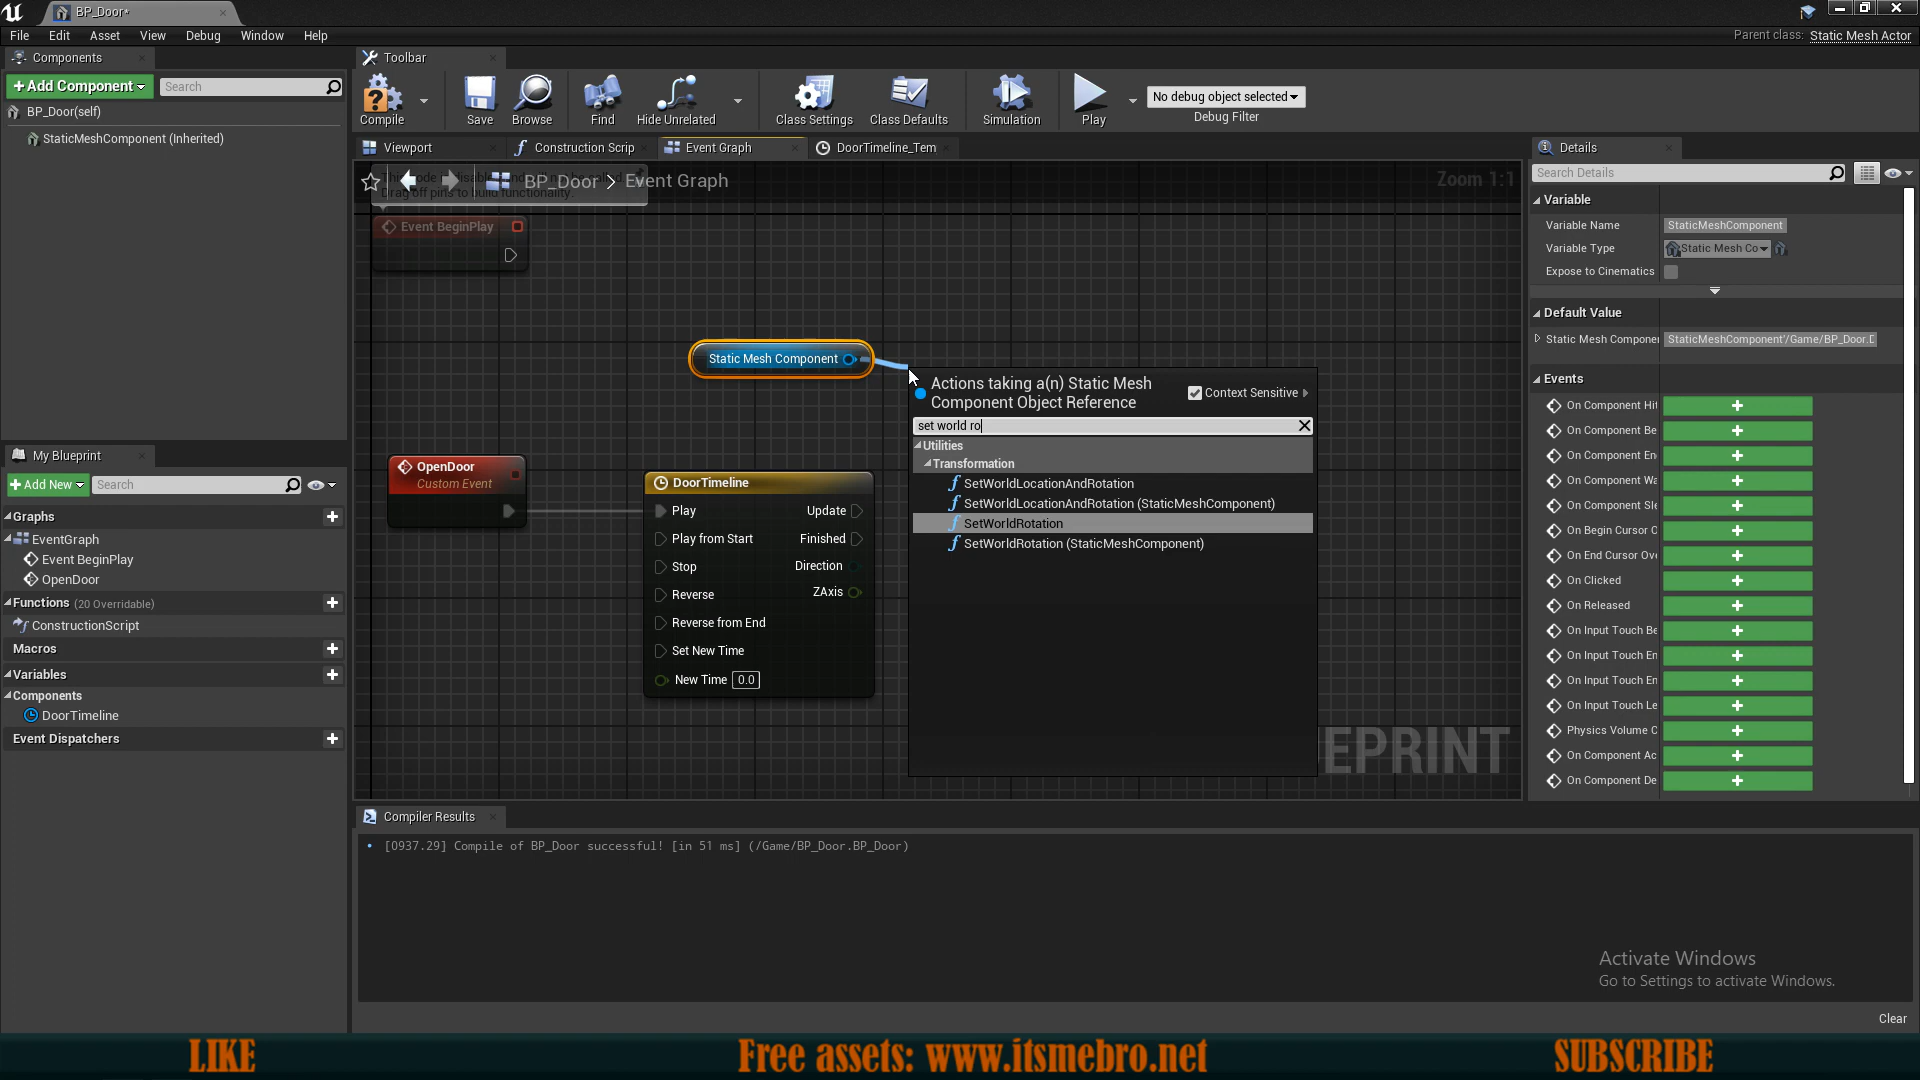 BP_Door*
File Edit Asset View Debug Window Help
Parent class: Static Mesh Actor
Components
+Add Component
Search
BP_Door(self)
StaticMeshComponent (Inherited)
Toolbar
Compile
Save
Browse
Find
Hide Unrelated
Class Settings
Class Defaults
Simulation
Play
No debug object selected
Debug Filter
Viewport
Construction Scrip
Event Graph
DoorTimeline_Tem
BP_Door > Event Graph
Zoom 1:1
Drag off pins to build functionality.
Event BeginPlay
Static Mesh Component
OpenDoor
Custom Event
DoorTimeline
Play
Update
Play from Start
Finished
Stop
Direction
Reverse
ZAxis
Reverse from End
Set New Time
New Time 0.0
Actions taking a(n) Static Mesh
Component Object Reference
Context Sensitive
set world ro
Utilities
Transformation
SetWorldLocationAndRotation
SetWorldLocationAndRotation (StaticMeshComponent)
SetWorldRotation
SetWorldRotation (StaticMeshComponent)
EPRINT
My Blueprint
+Add New
Search
Graphs
EventGraph
Event BeginPlay
OpenDoor
Functions (20 Overridable)
ConstructionScript
Macros
Variables
Components
DoorTimeline
Event Dispatchers
Details
Search Details
Variable
Variable Name StaticMeshComponent
Variable Type Static Mesh Co
Expose to Cinematics
Default Value
Static Mesh Componer StaticMeshComponent'/Game/BP_Door.D
Events
On Component Hit
On Component Be
On Component En
On Component Wa
On Component Sle
On Begin Cursor O
On End Cursor Ove
On Clicked
On Released
On Input Touch Be
On Input Touch En
On Input Touch En
On Input Touch Le
Physics Volume C
On Component Ac
On Component De
Compiler Results
[0937.29] Compile of BP_Door successful! [in 51 ms] (/Game/BP_Door.BP_Door)
Activate Windows
Go to Settings to activate Windows.
Clear
LIKE
Free assets: www.itsmebro.net
SUBSCRIBE